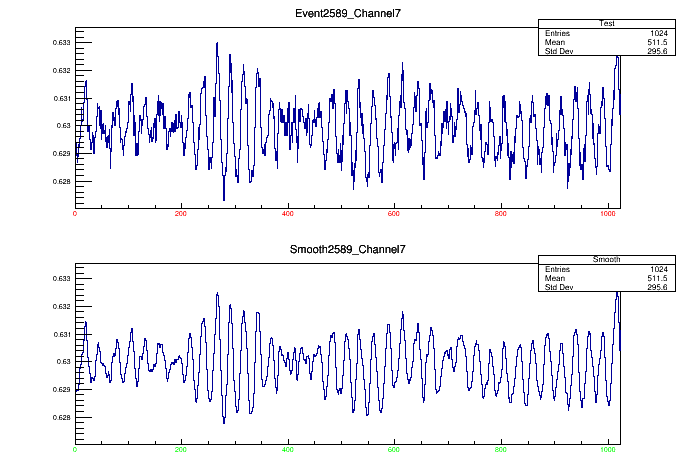 Event2589_Channel7
Test
Entries 1024
Mean 511.5
Std Dev 295.6
0.633
0.632
0.631
0.63
0.629
0.628
0 200 400 600 800 1000
Smooth2589_Channel7
Smooth
Entries 1024
Mean 511.5
Std Dev 295.6
0.633
0.632
0.631
0.63
0.629
0.628
0 200 400 600 800 1000